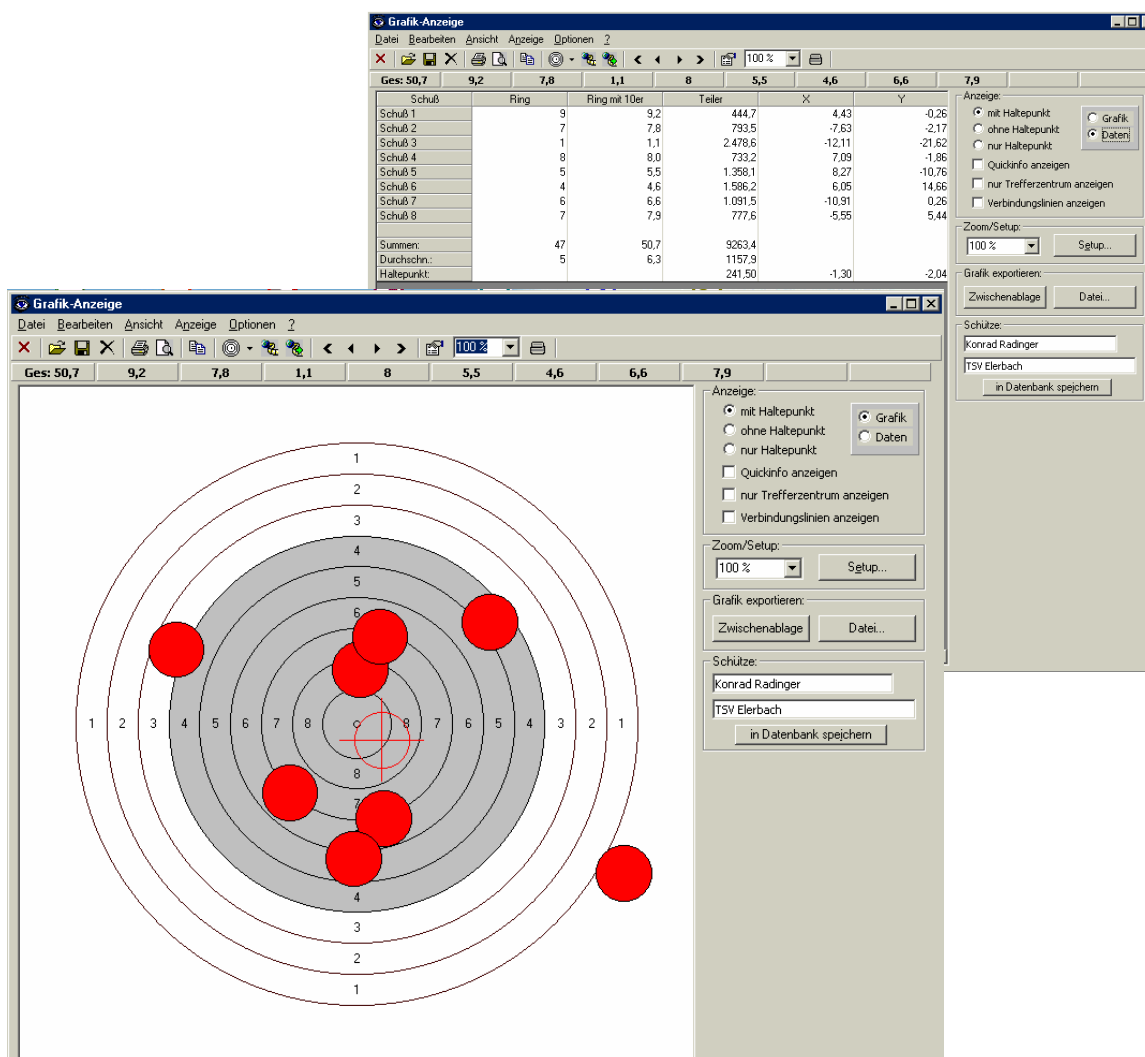 Grafik-Anzeige
Datei Bearbeiten Ansicht Anzeige Optionen ?
100 %
Ges: 50,7 9,2 7,8 1,1 8 5,5 4,6 6,6 7,9
Schuß Ring Ring mit 10er Teiler X Y
Schuß 1 9 9,2 444,7 4,43 -0,26
Schuß 2 7 7,8 793,5 -7,63 -2,17
Schuß 3 1 1,1 2.478,6 -12,11 -21,62
Schuß 4 8 8,0 733,2 7,09 -1,86
Schuß 5 5 5,5 1.358,1 8,27 -10,76
Schuß 6 4 4,6 1.586,2 6,05 14,66
Schuß 7 6 6,6 1.091,5 -10,91 0,26
Schuß 8 7 7,9 777,6 -5,55 5,44
Summen: 47 50,7 9263,4
Durchschn.: 5 6,3 1157,9
Haltepunkt: 241,50 -1,30 -2,04
Anzeige:
mit Haltepunkt
ohne Haltepunkt
nur Haltepunkt
Grafik
Daten
Quickinfo anzeigen
nur Trefferzentrum anzeigen
Verbindungslinien anzeigen
Zoom/Setup:
100 % Setup...
Grafik exportieren:
Zwischenablage Datei...
Schütze:
Konrad Radinger
TSV Elerbach
in Datenbank speichern
Grafik-Anzeige
Datei Bearbeiten Ansicht Anzeige Optionen ?
100 %
Ges: 50,7 9,2 7,8 1,1 8 5,5 4,6 6,6 7,9
1
2
3
4
5
6
1 2 3 4 5 6 7 8 8 7 6 5 4 3 2 1
8
7
4
3
2
1
Anzeige:
mit Haltepunkt
ohne Haltepunkt
nur Haltepunkt
Grafik
Daten
Quickinfo anzeigen
nur Trefferzentrum anzeigen
Verbindungslinien anzeigen
Zoom/Setup:
100 % Setup...
Grafik exportieren:
Zwischenablage Datei...
Schütze:
Konrad Radinger
TSV Elerbach
in Datenbank speichern